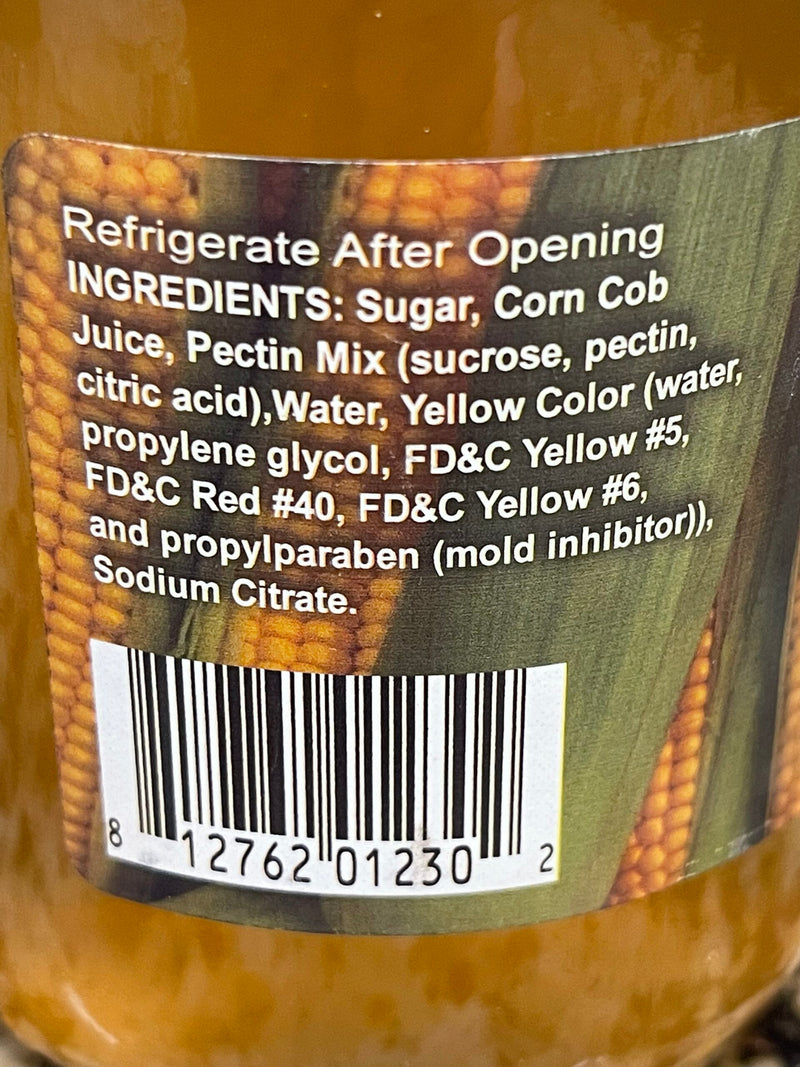 Refrigerate After Opening
INGREDIENTS: Sugar, Corn Cob
Juice, Pectin Mix (sucrose, pectin,
citric acid),Water, Yellow Color (water,
propylene glycol, FD&C Yellow #5,
FD&C Red #40, FD&C Yellow #6,
and propylparaben (mold inhibitor)),
Sodium Citrate.
8 12762 01230 2